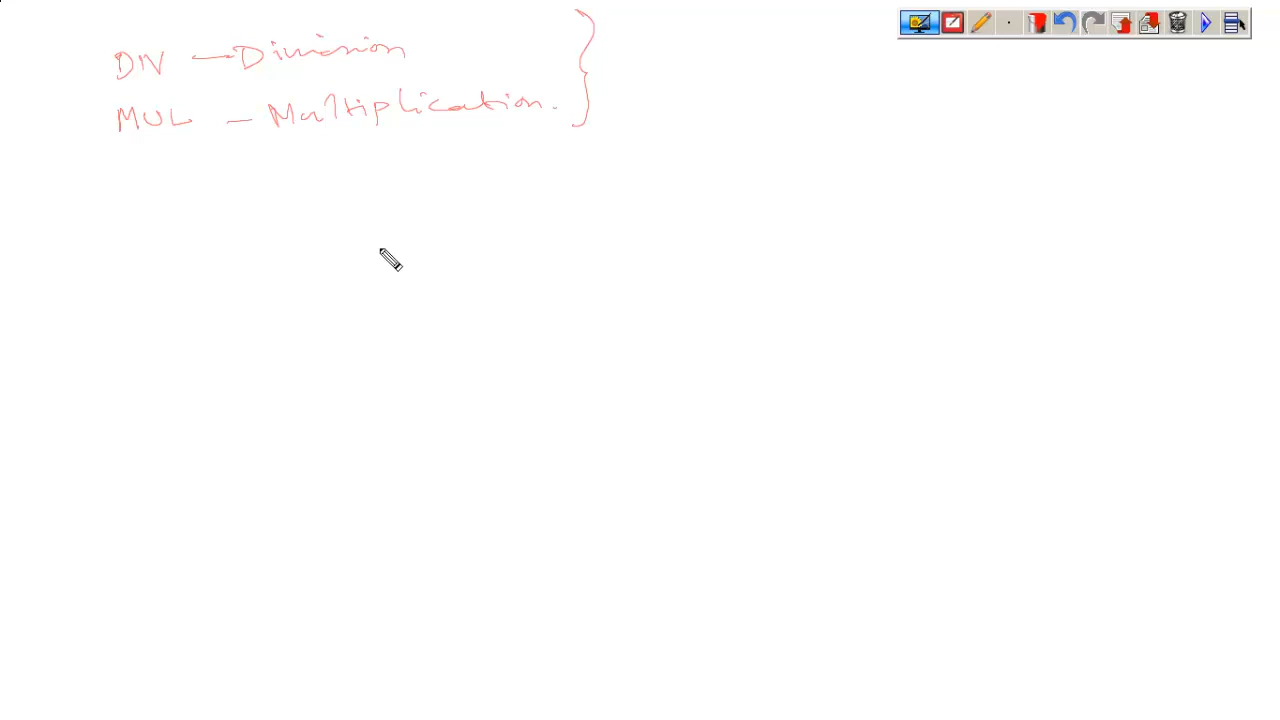 DIV — Division
MUL — Multiplication.